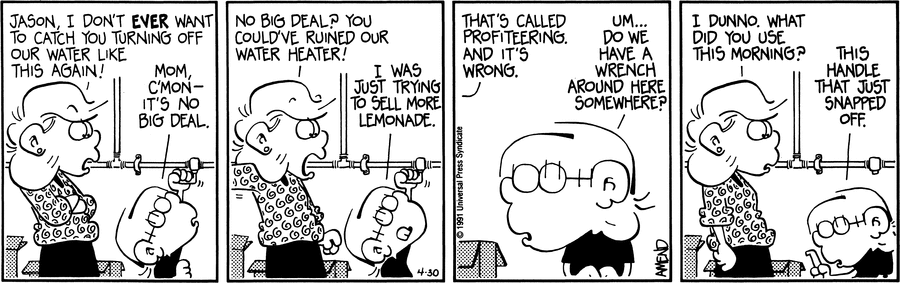 JASON, I DON'T EVER WANT
TO CATCH YOU TURNING OFF
OUR WATER LIKE
THIS AGAIN!
MOM,
C'MON—
IT'S NO
BIG DEAL.
NO BIG DEAL? YOU
COULD'VE RUINED OUR
WATER HEATER!
I WAS
JUST TRYING
TO SELL MORE
LEMONADE.
4-30
© 1991 Universal Press Syndicate
THAT'S CALLED
PROFITEERING.
AND IT'S
WRONG.
UM...
DO WE
HAVE A
WRENCH
AROUND HERE
SOMEWHERE?
AMEND
I DUNNO. WHAT
DID YOU USE
THIS MORNING?
THIS
HANDLE
THAT JUST
SNAPPED
OFF.